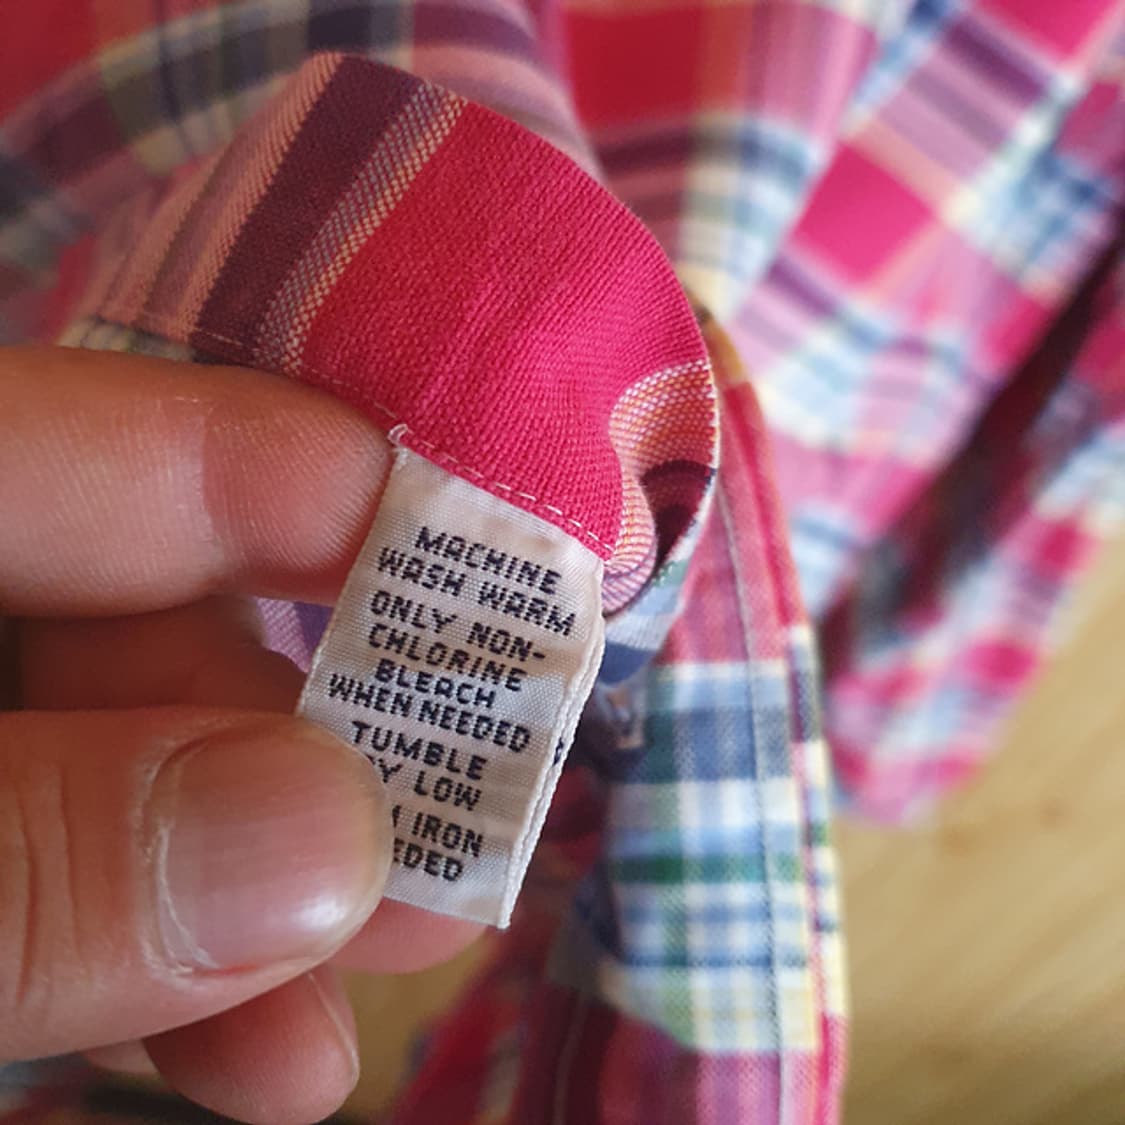 MACHINE
WASH WARM
ONLY NON-
CHLORINE
BLEACH
WHEN NEEDED
TUMBLE
LOW
IRON